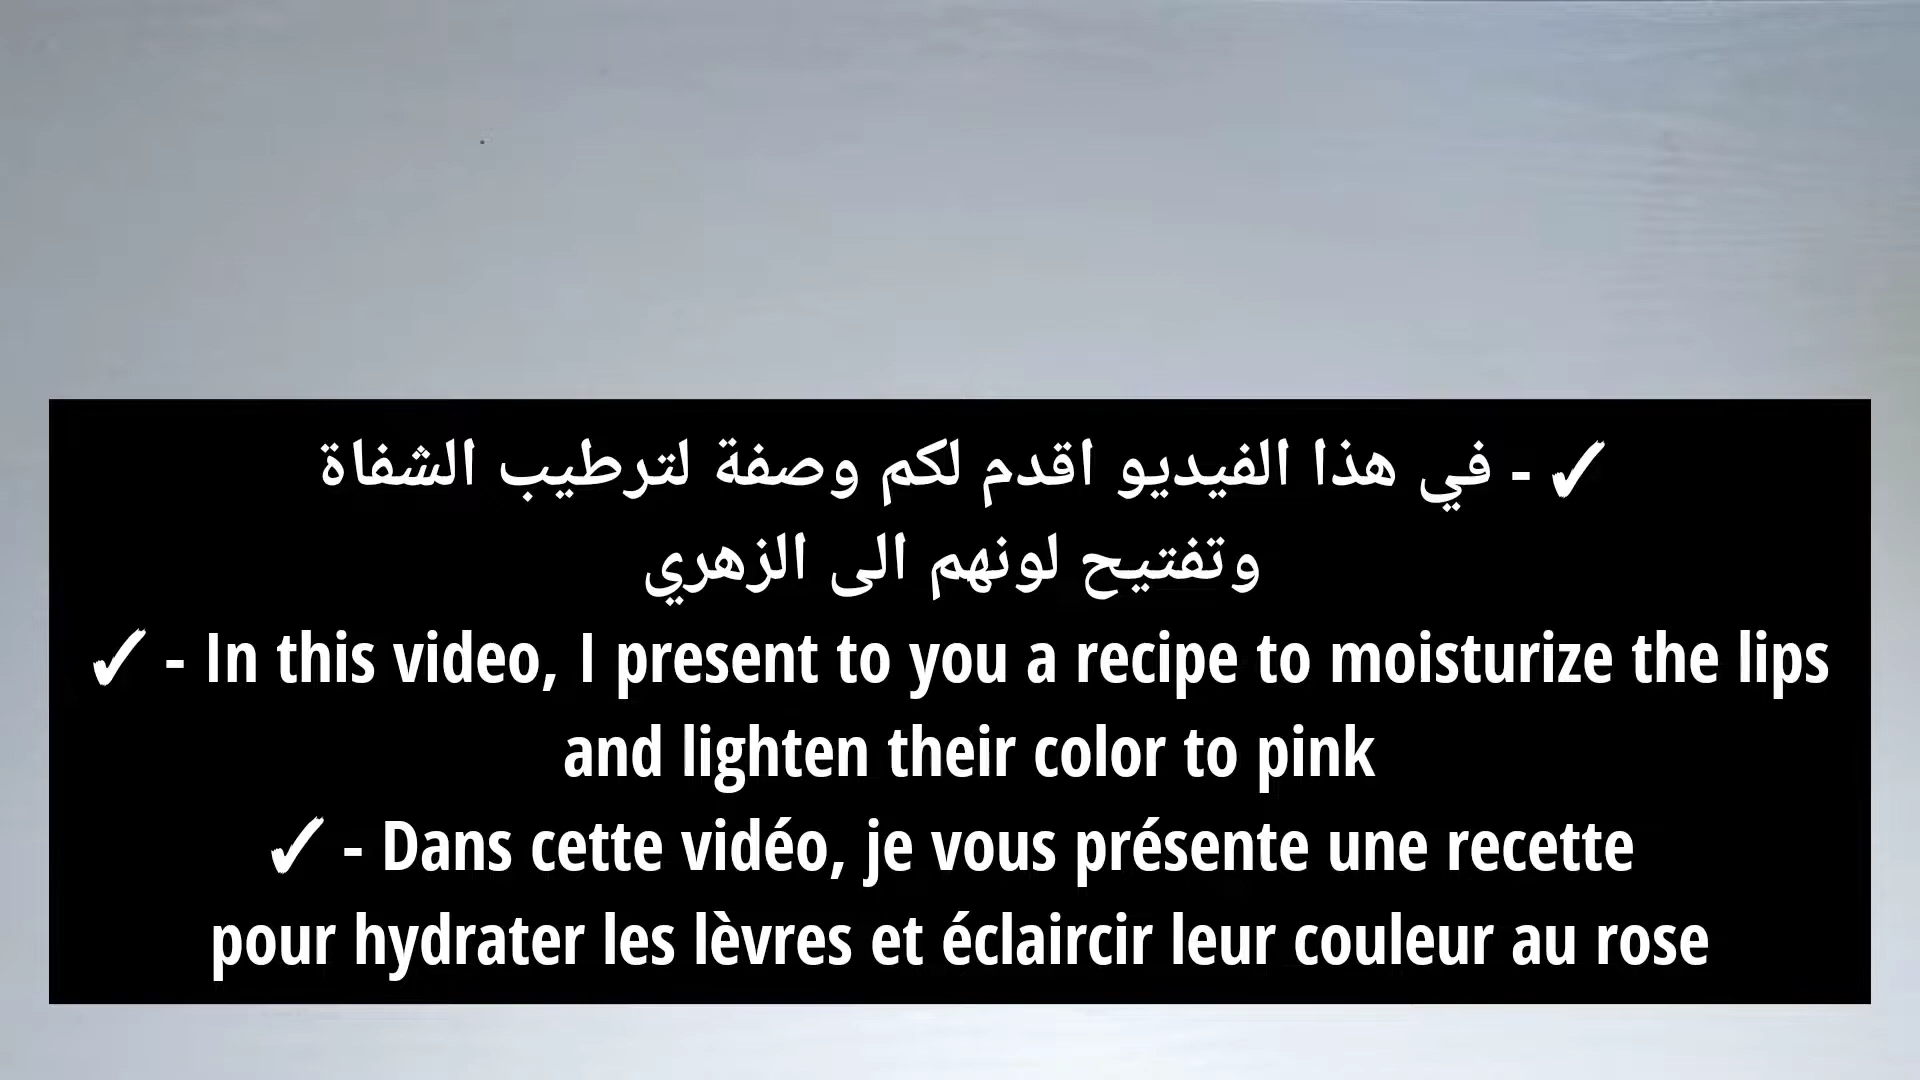 ✓ - في هذا الفيديو اقدم لكم وصفة لترطيب الشفاة
وتفتيح لونهم الى الزهري
✓ - In this video, I present to you a recipe to moisturize the lips
and lighten their color to pink
✓ - Dans cette vidéo, je vous présente une recette
pour hydrater les lèvres et éclaircir leur couleur au rose